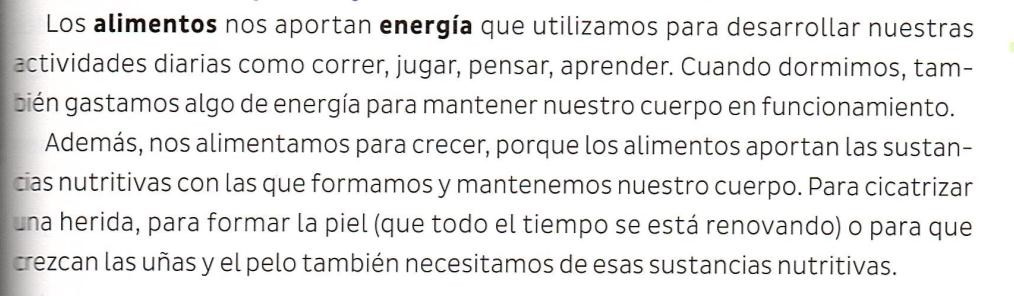 Los alimentos nos aportan energía que utilizamos para desarrollar nuestras
actividades diarias como correr, jugar, pensar, aprender. Cuando dormimos, tam-
bién gastamos algo de energía para mantener nuestro cuerpo en funcionamiento.
Además, nos alimentamos para crecer, porque los alimentos aportan las sustan-
cias nutritivas con las que formamos y mantenemos nuestro cuerpo. Para cicatrizar
una herida, para formar la piel (que todo el tiempo se está renovando) o para que
crezcan las uñas y el pelo también necesitamos de esas sustancias nutritivas.